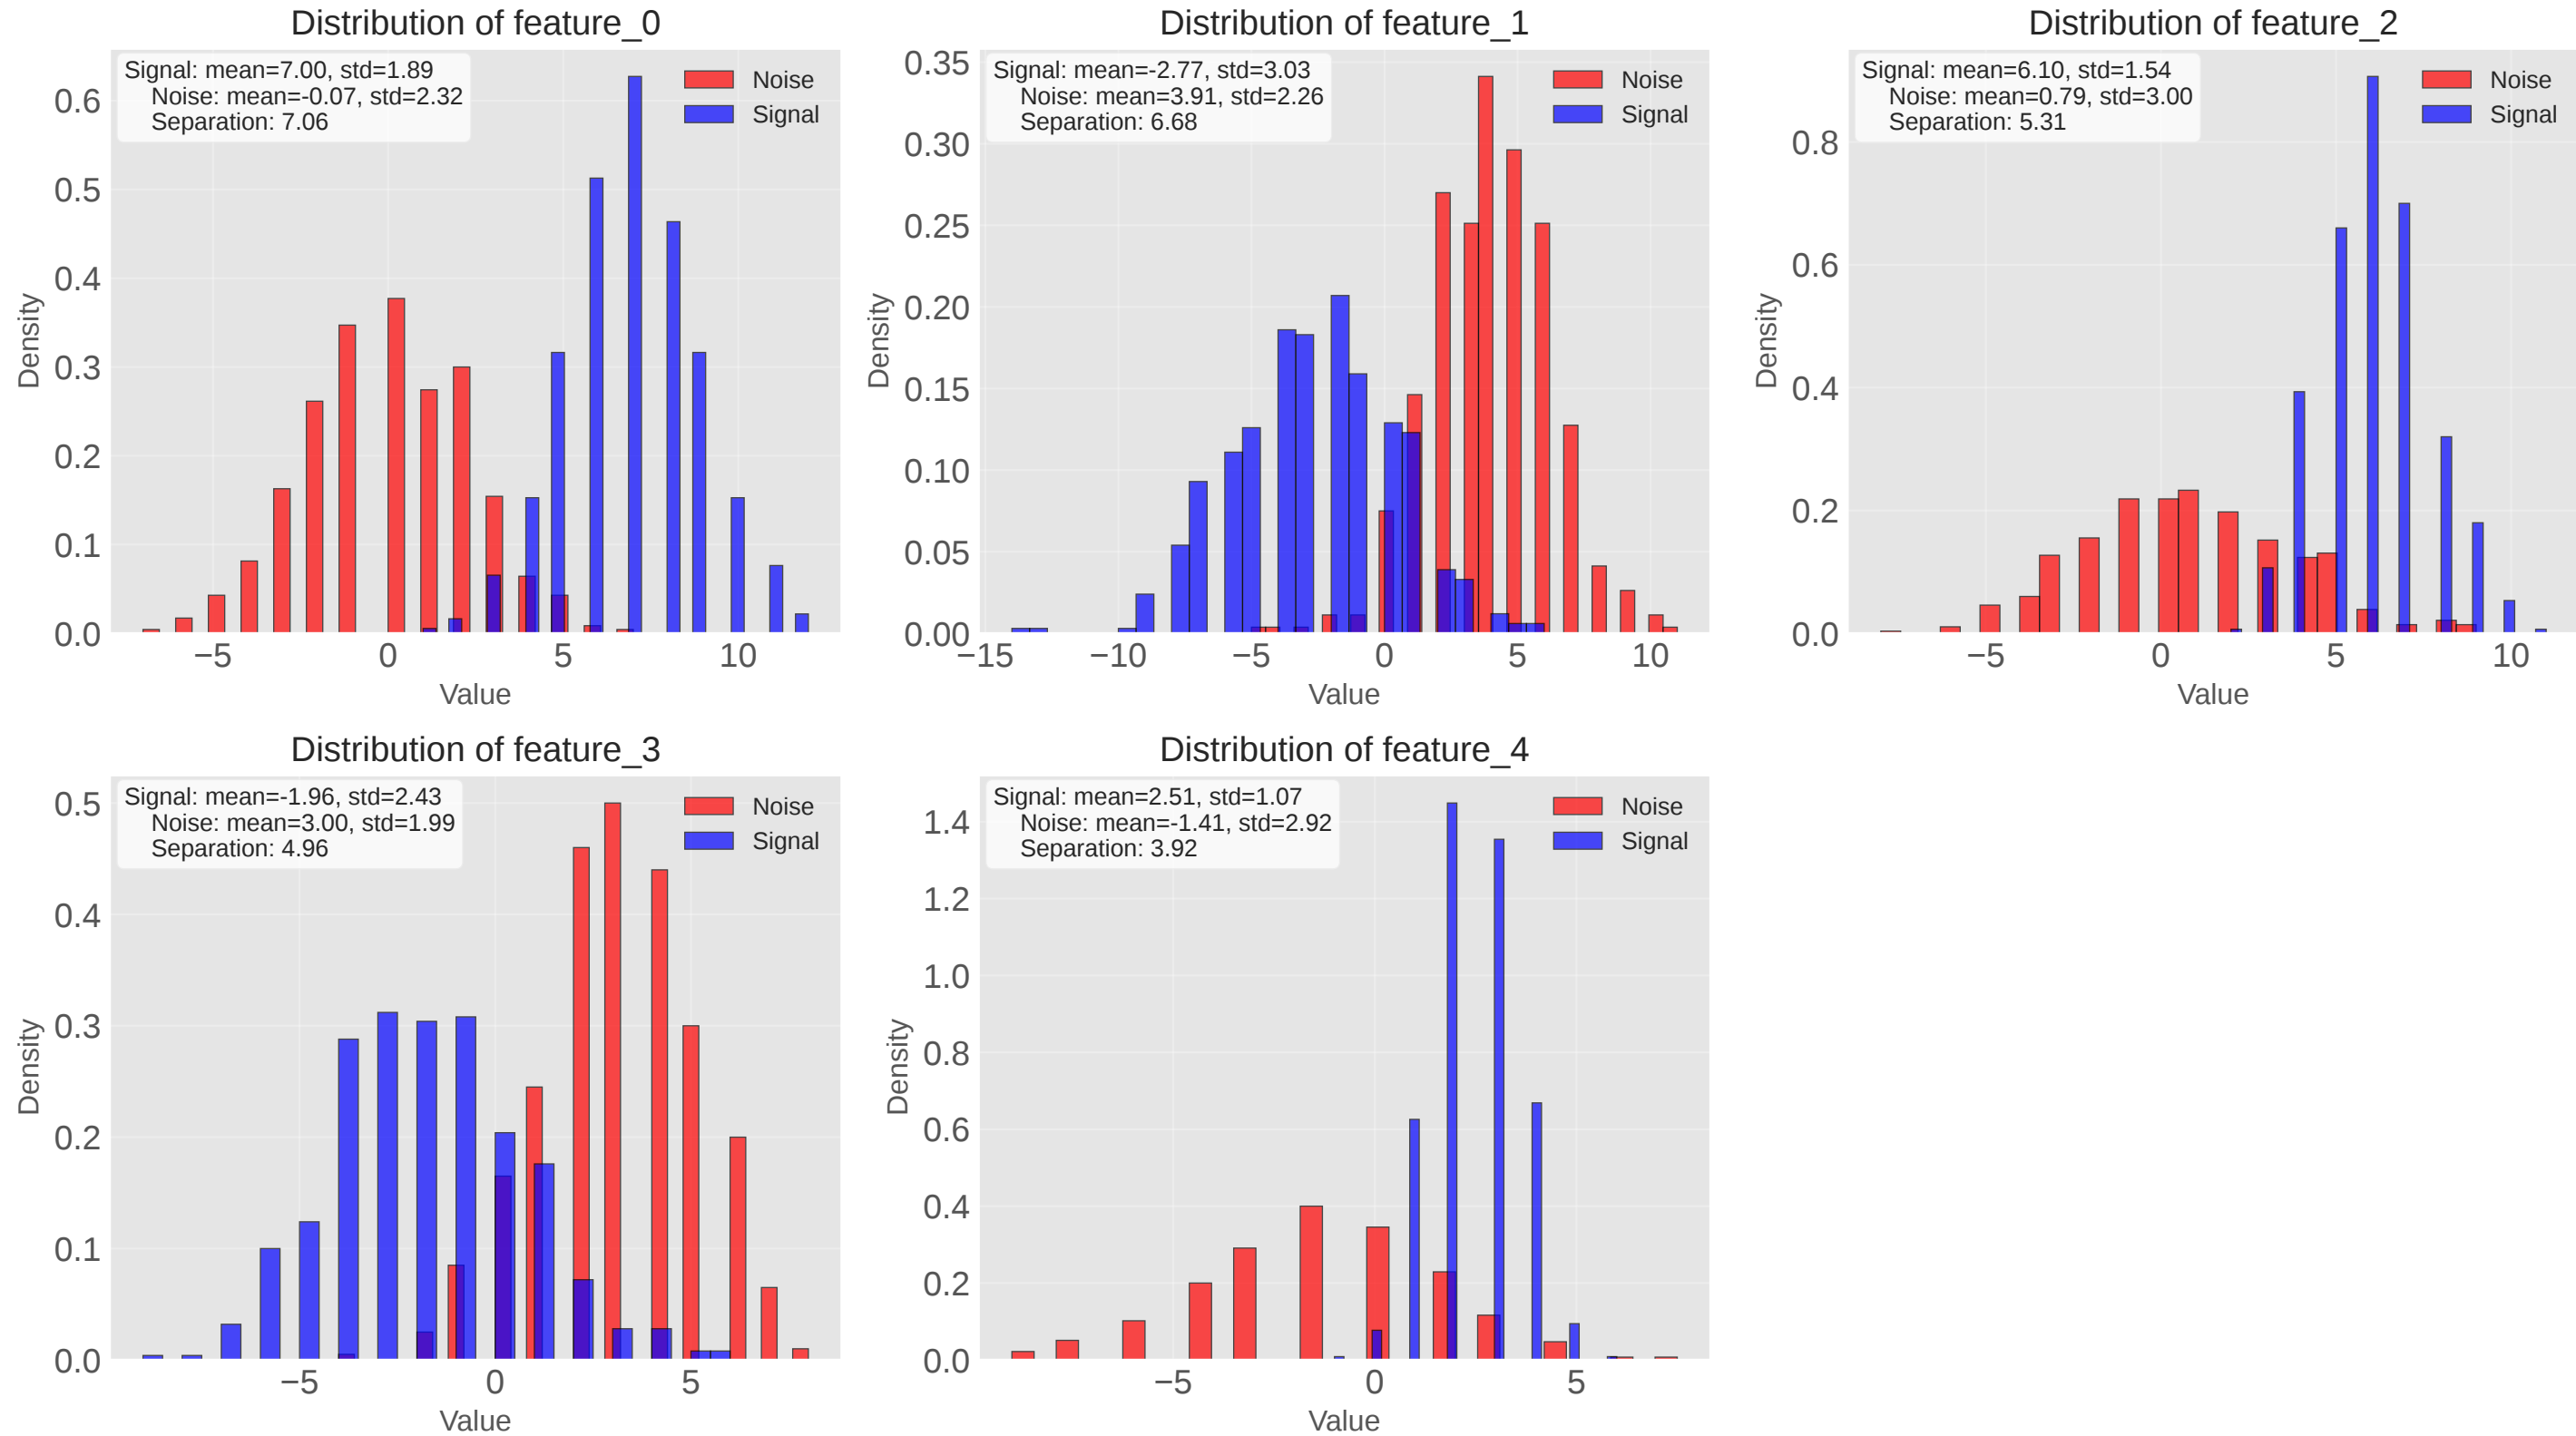 Distribution of feature_0
Signal: mean=7.00, std=1.89
Noise: mean=-0.07, std=2.32
Separation: 7.06
Noise
Signal
0.6
0.5
0.4
0.3
0.2
0.1
0.0
Density
−5
0
5
10
Value
Distribution of feature_1
Signal: mean=-2.77, std=3.03
Noise: mean=3.91, std=2.26
Separation: 6.68
Noise
Signal
0.35
0.30
0.25
0.20
0.15
0.10
0.05
0.00
Density
−15
−10
−5
0
5
10
Value
Distribution of feature_2
Signal: mean=6.10, std=1.54
Noise: mean=0.79, std=3.00
Separation: 5.31
Noise
Signal
0.8
0.6
0.4
0.2
0.0
Density
−5
0
5
10
Value
Distribution of feature_3
Signal: mean=-1.96, std=2.43
Noise: mean=3.00, std=1.99
Separation: 4.96
Noise
Signal
0.5
0.4
0.3
0.2
0.1
0.0
Density
−5
0
5
Value
Distribution of feature_4
Signal: mean=2.51, std=1.07
Noise: mean=-1.41, std=2.92
Separation: 3.92
Noise
Signal
1.4
1.2
1.0
0.8
0.6
0.4
0.2
0.0
Density
−5
0
5
Value